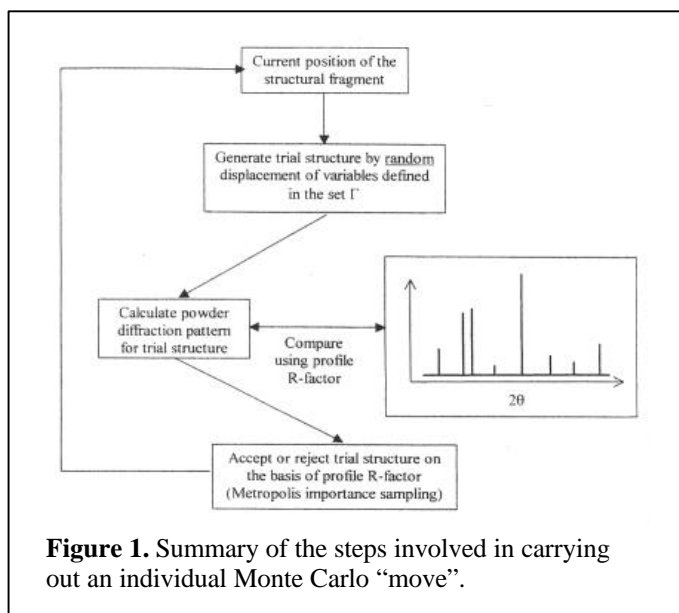 Current position of the
structural fragment
Generate trial structure by random
displacement of variables defined
in the set Γ
Calculate powder
diffraction pattern
for trial structure
Compare
using profile
R-factor
2θ
Accept or reject trial structure on
the basis of profile R-factor
(Metropolis importance sampling)
Figure 1. Summary of the steps involved in carrying
out an individual Monte Carlo “move”.